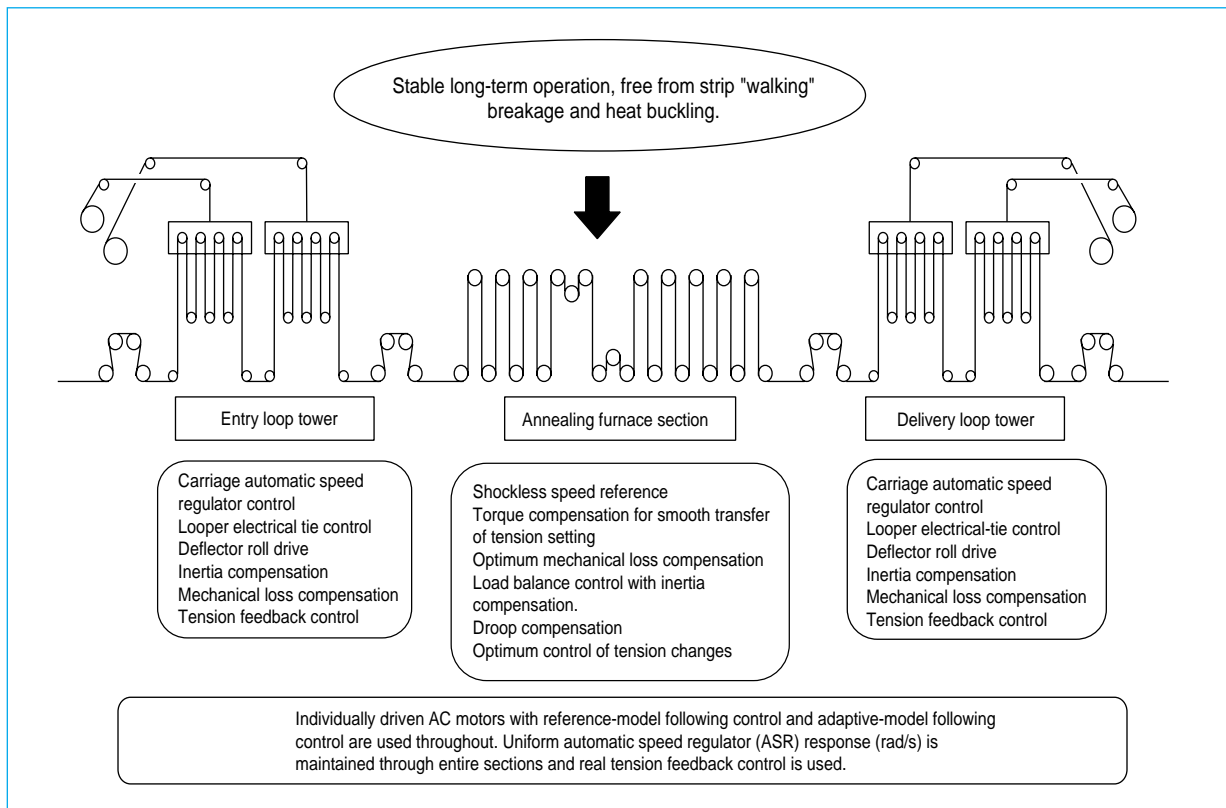 Stable long-term operation, free from strip "walking"
breakage and heat buckling.
Entry loop tower
Annealing furnace section
Delivery loop tower
Carriage automatic speed
regulator control
Looper electrical tie control
Deflector roll drive
Inertia compensation
Mechanical loss compensation
Tension feedback control
Shockless speed reference
Torque compensation for smooth transfer
of tension setting
Optimum mechanical loss compensation
Load balance control with inertia
compensation.
Droop compensation
Optimum control of tension changes
Carriage automatic speed
regulator control
Looper electrical-tie control
Deflector roll drive
Inertia compensation
Mechanical loss compensation
Tension feedback control
Individually driven AC motors with reference-model following control and adaptive-model following
control are used throughout. Uniform automatic speed regulator (ASR) response (rad/s) is
maintained through entire sections and real tension feedback control is used.